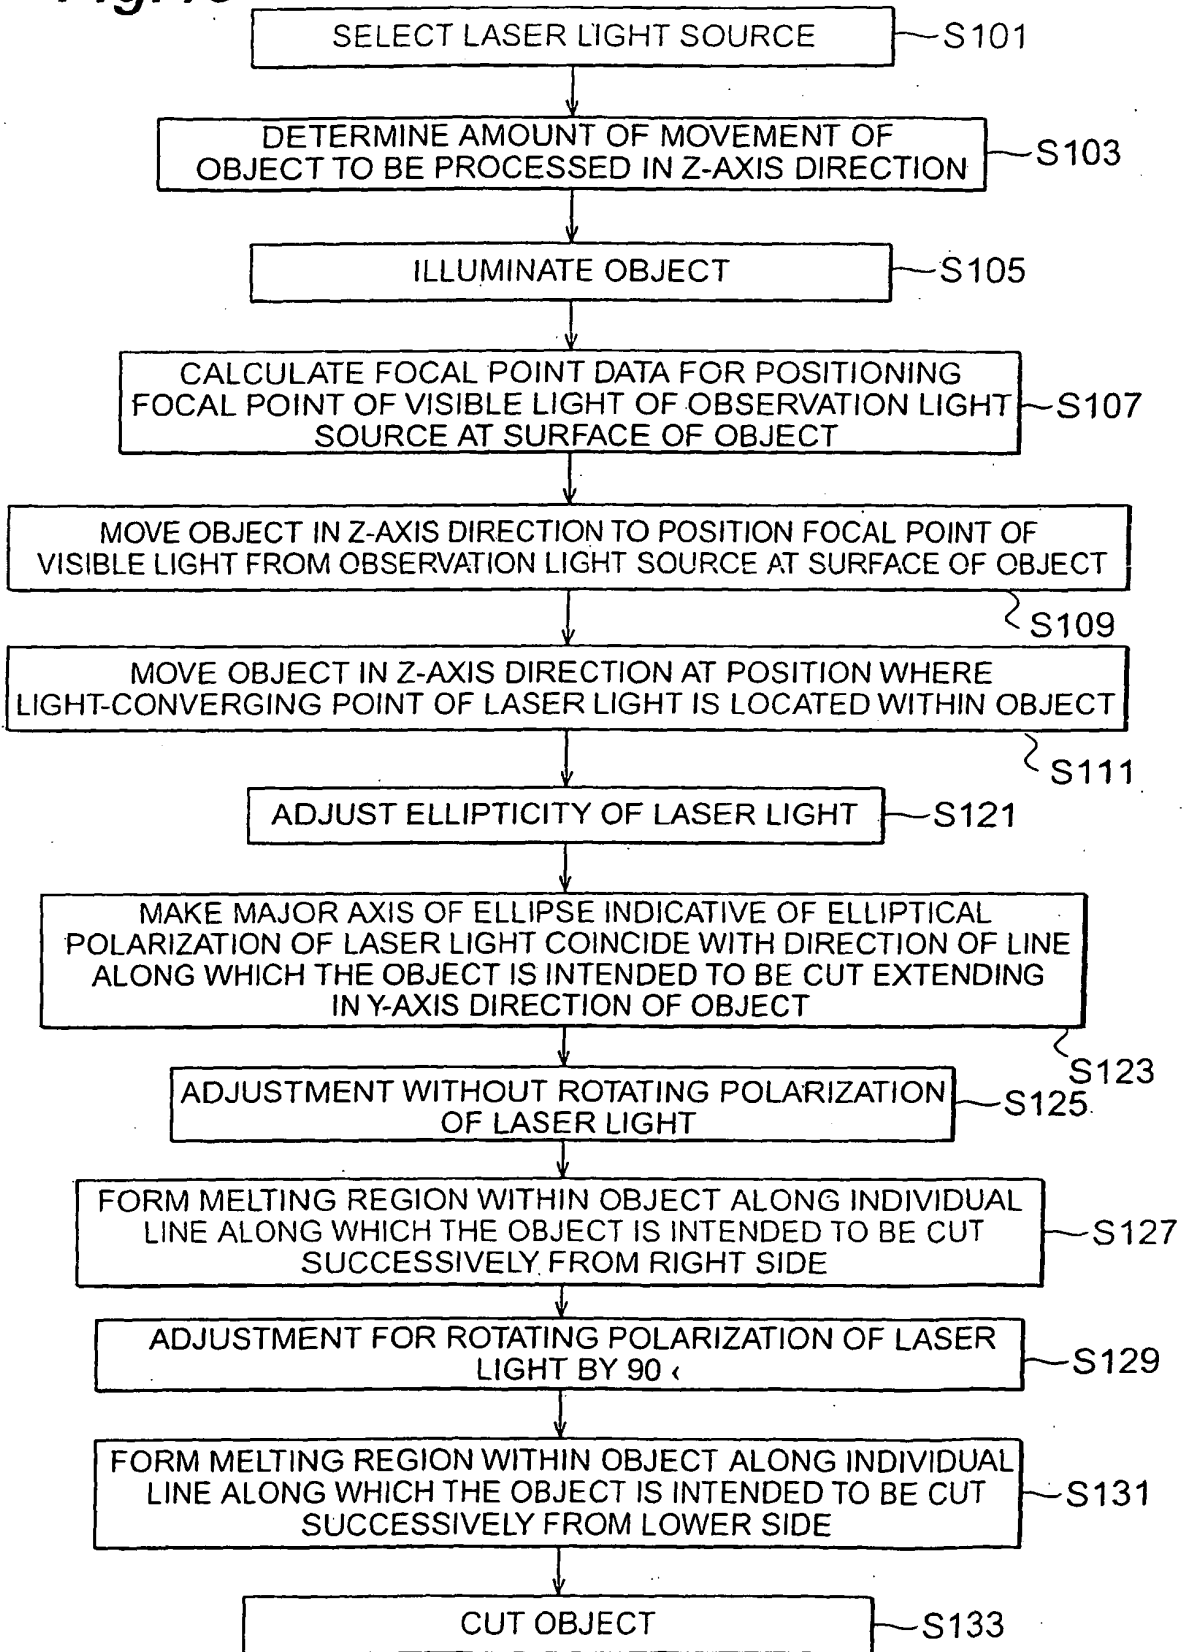 SELECT LASER LIGHT SOURCE
S101
DETERMINE AMOUNT OF MOVEMENT OF
OBJECT TO BE PROCESSED IN Z-AXIS DIRECTION
S103
ILLUMINATE OBJECT
S105
CALCULATE FOCAL POINT DATA FOR POSITIONING
FOCAL POINT OF VISIBLE LIGHT OF OBSERVATION LIGHT
SOURCE AT SURFACE OF OBJECT
S107
MOVE OBJECT IN Z-AXIS DIRECTION TO POSITION FOCAL POINT OF
VISIBLE LIGHT FROM OBSERVATION LIGHT SOURCE AT SURFACE OF OBJECT
S109
MOVE OBJECT IN Z-AXIS DIRECTION AT POSITION WHERE
LIGHT-CONVERGING POINT OF LASER LIGHT IS LOCATED WITHIN OBJECT
S111
ADJUST ELLIPTICITY OF LASER LIGHT
S121
MAKE MAJOR AXIS OF ELLIPSE INDICATIVE OF ELLIPTICAL
POLARIZATION OF LASER LIGHT COINCIDE WITH DIRECTION OF LINE
ALONG WHICH THE OBJECT IS INTENDED TO BE CUT EXTENDING
IN Y-AXIS DIRECTION OF OBJECT
S123
ADJUSTMENT WITHOUT ROTATING POLARIZATION
OF LASER LIGHT
S125
FORM MELTING REGION WITHIN OBJECT ALONG INDIVIDUAL
LINE ALONG WHICH THE OBJECT IS INTENDED TO BE CUT
SUCCESSIVELY FROM RIGHT SIDE
S127
ADJUSTMENT FOR ROTATING POLARIZATION OF LASER
LIGHT BY 90 ‹
S129
FORM MELTING REGION WITHIN OBJECT ALONG INDIVIDUAL
LINE ALONG WHICH THE OBJECT IS INTENDED TO BE CUT
SUCCESSIVELY FROM LOWER SIDE
S131
CUT OBJECT
S133